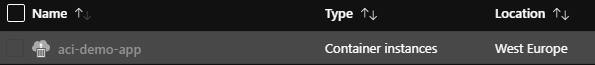 Name ↑↓ Type ↑↓ Location ↑↓
aci-demo-app Container instances West Europe